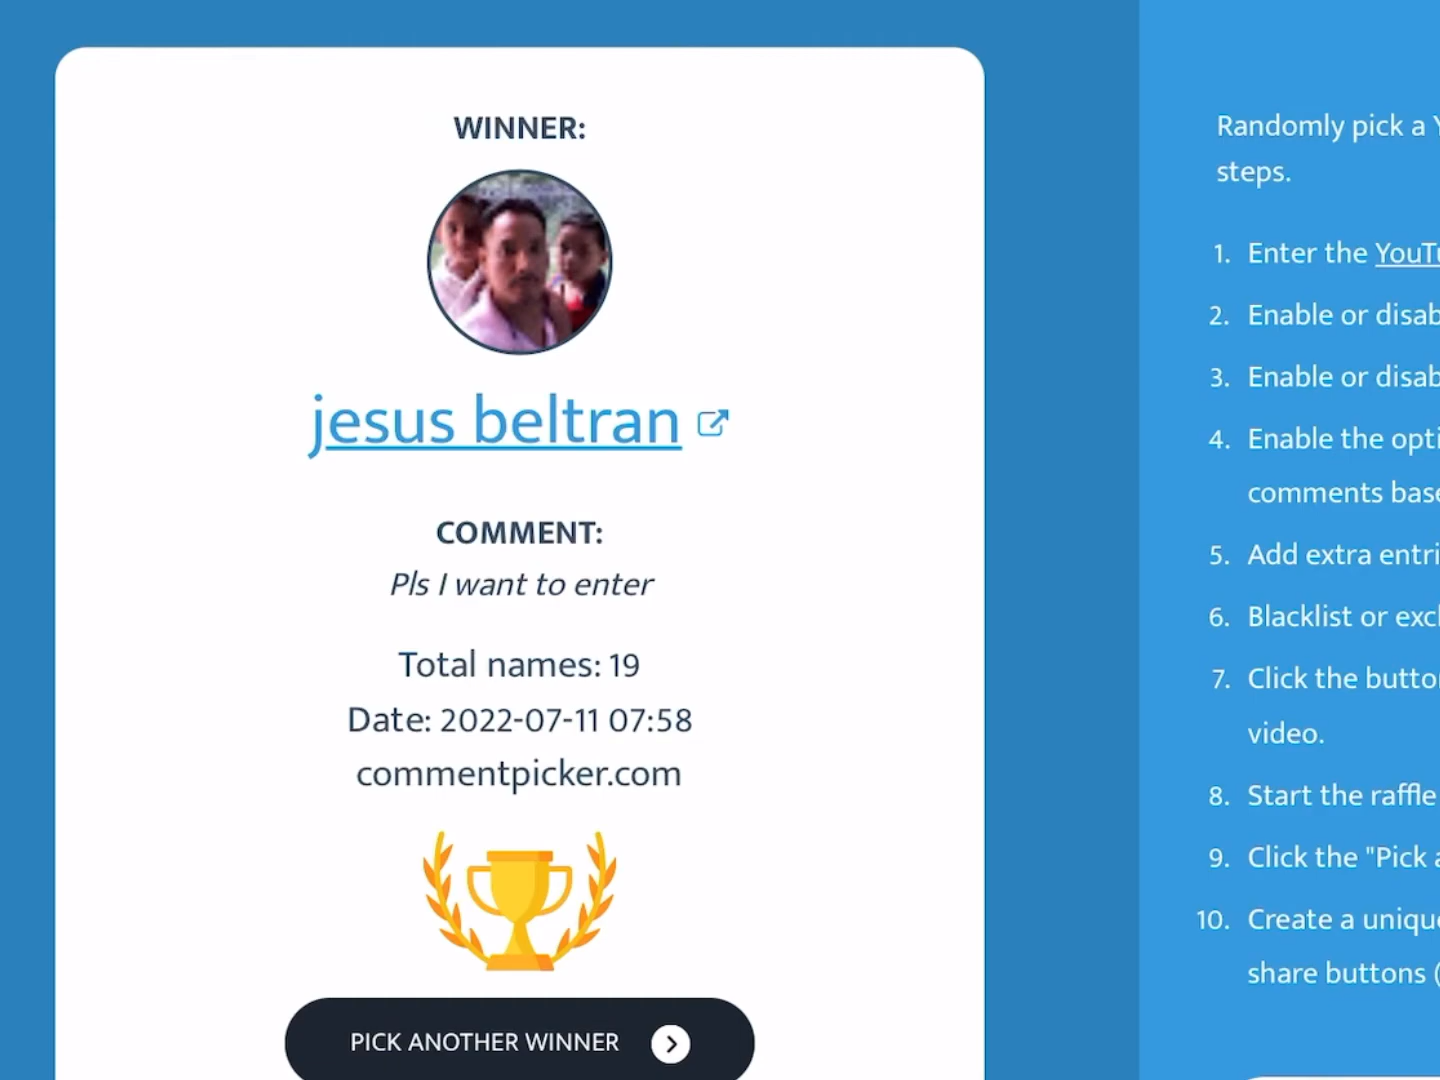 WINNER:
jesus beltran
COMMENT:
Pls I want to enter
Total names: 19
Date: 2022-07-11 07:58
commentpicker.com
PICK ANOTHER WINNER
Randomly pick a
steps.
1. Enter the
2. Enable or
3. Enable or
4. Enable the
comments
5. Add extra
6. Blacklist or
7. Click the
video.
8. Start the raffle
9. Click the "Pick
10. Create a
share buttons (